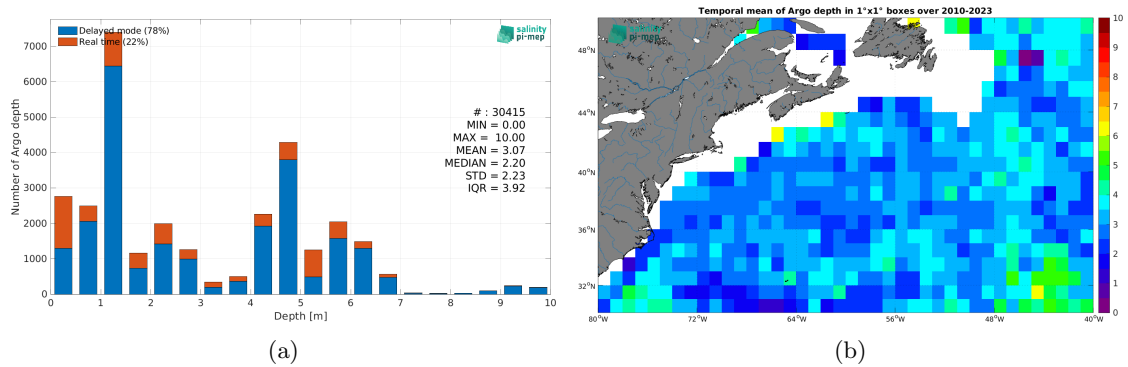 Delayed mode (78%)
Real time (22%)
salinity
pi-mep
7000
6000
5000
4000
3000
2000
1000
0
Number of Argo depth
# : 30415
MIN = 0.00
MAX = 10.00
MEAN = 3.07
MEDIAN = 2.20
STD = 2.23
IQR = 3.92
0 1 2 3 4 5 6 7 8 9 10
Depth [m]
(a)
Temporal mean of Argo depth in 1°x1° boxes over 2010-2023
salinity
pi-mep
48°N
44°N
40°N
36°N
32°N
80°W 72°W 64°W 56°W 48°W 40°W
10
9
8
7
6
5
4
3
2
1
0
(b)